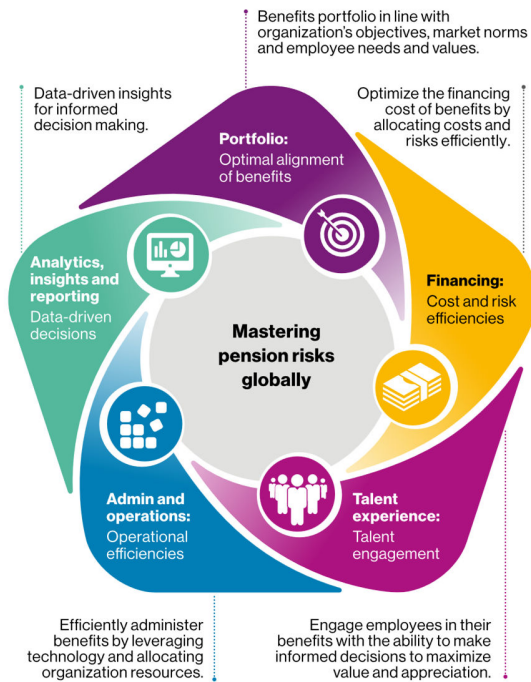 Benefits portfolio in line with
organization's objectives, market norms
and employee needs and values.
Data-driven insights
for informed
decision making.
Optimize the financing
cost of benefits by
allocating costs and
risks efficiently.
Portfolio:
Optimal alignment
of benefits
Analytics,
insights and
reporting
Data-driven
decisions
Financing:
Cost and risk
efficiencies
Mastering
pension risks
globally
Admin and
operations:
Operational
efficiencies
Talent
experience:
Talent
engagement
Efficiently administer
benefits by leveraging
technology and allocating
organization resources.
Engage employees in their
benefits with the ability to make
informed decisions to maximize
value and appreciation.